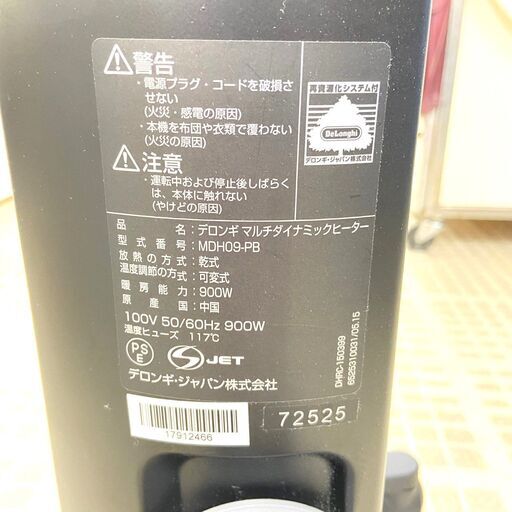 警告
・電源プラグ・コードを破損さ
せない
(火災・感電の原因)
・本機を布団や衣類で覆わない
(火災の原因)
注意
・運転中および停止後しばらく
は、本体に触れない
(やけどの原因)
再資源化システム付
DeLonghi
デロンギ・ジャパン株式会社
品名:デロンギ マルチダイナミックヒーター
型式番号:MDH09-PB
放熱の方式:乾式
温度調節の方式:可変式
暖房能力:900W
原産国:中国
100V 50/60Hz 900W
温度ヒューズ 117℃
PS
E
S JET
デロンギ・ジャパン株式会社
DHRC-150399
6525310031/05.15
17912466
72525